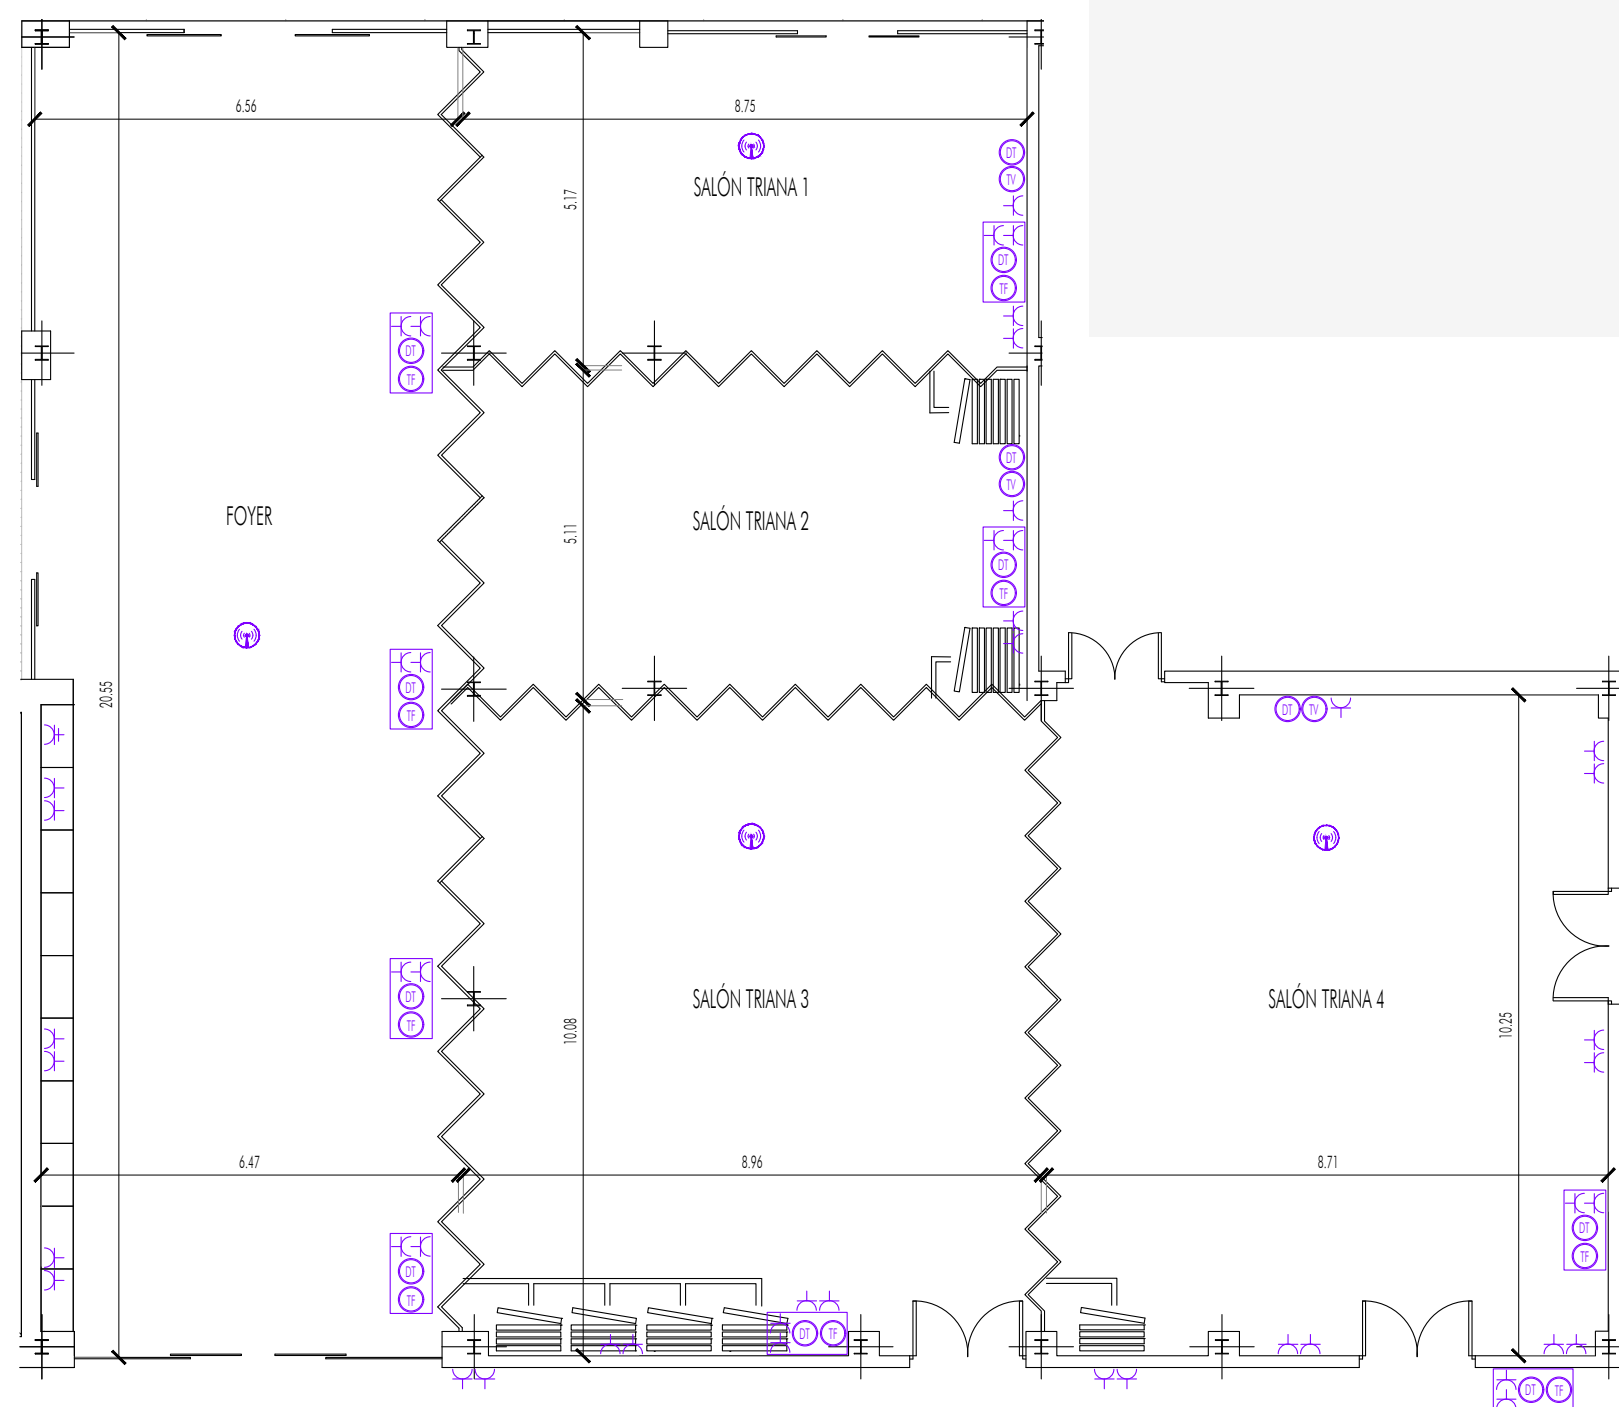 6.56
8.75
DT
SALÓN TRIANA 1
TV
5.17
DT
TF
DT
TF
DT
TV
FOYER
SALÓN TRIANA 2
5.11
DT
TF
DT
TF
20.55
DT
TV
DT
TF
SALÓN TRIANA 3
SALÓN TRIANA 4
10.08
10.25
6.47
8.96
8.71
DT
TF
DT
TF
DT
TF
DT
TF